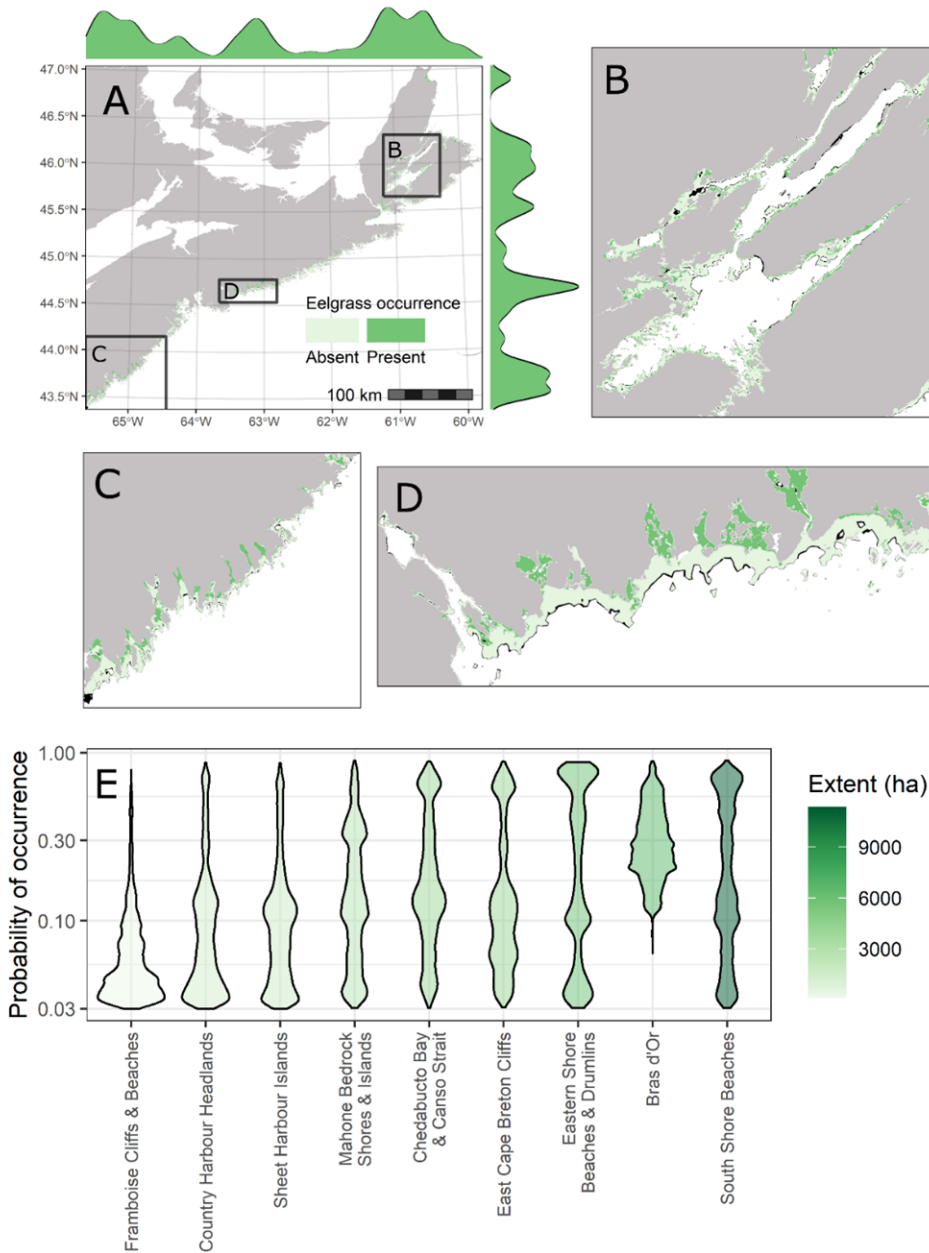 47.0°N
46.5°N
46.0°N
45.5°N
45.0°N
44.5°N
44.0°N
43.5°N
A
B
C
D
Eelgrass occurrence
Absent Present
100 km
65°W 64°W 63°W 62°W 61°W 60°W
B
C
D
E
Probability of occurrence
1.00
0.30
0.10
0.03
Framboise Cliffs & Beaches
Country Harbour Headlands
Sheet Harbour Islands
Mahone Bedrock
Shores & Islands
Chedabucto Bay
& Canso Strait
East Cape Breton Cliffs
Eastern Shore
Beaches & Drumlins
Bras d'Or
South Shore Beaches
Extent (ha)
9000
6000
3000